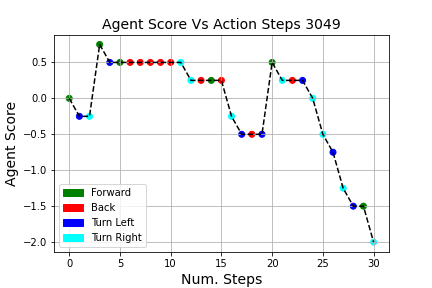 Agent Score Vs Action Steps 3049
Agent Score
0.5
0.0
−0.5
−1.0
−1.5
−2.0
Forward
Back
Turn Left
Turn Right
0 5 10 15 20 25 30
Num. Steps